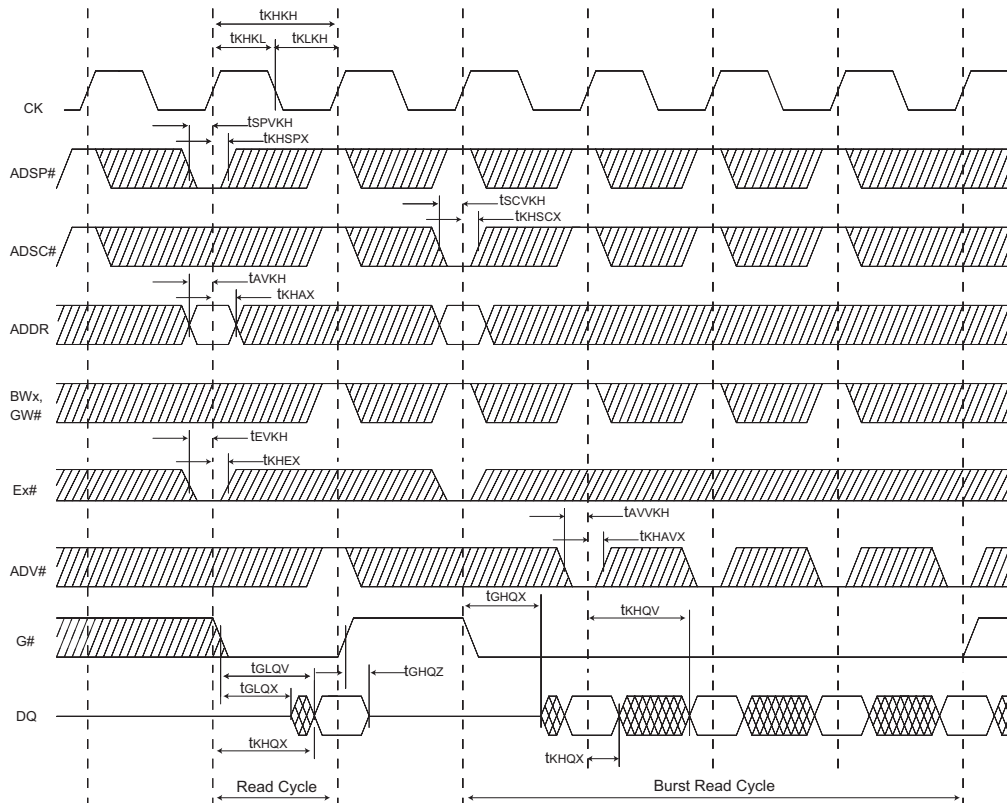 tKHKH
tKHKL
tKLKH
CK
tSPVKH
tKHSPX
ADSP#
tSCVKH
tKHSCX
ADSC#
tAVKH
tKHAX
ADDR
BWx,
GW#
tEVKH
tKHEX
Ex#
tAVVKH
tKHAVX
ADV#
tGHQX
tKHQV
G#
tGLQV
tGHQZ
tGLQX
DQ
tKHQX
tKHQX
Read Cycle
Burst Read Cycle